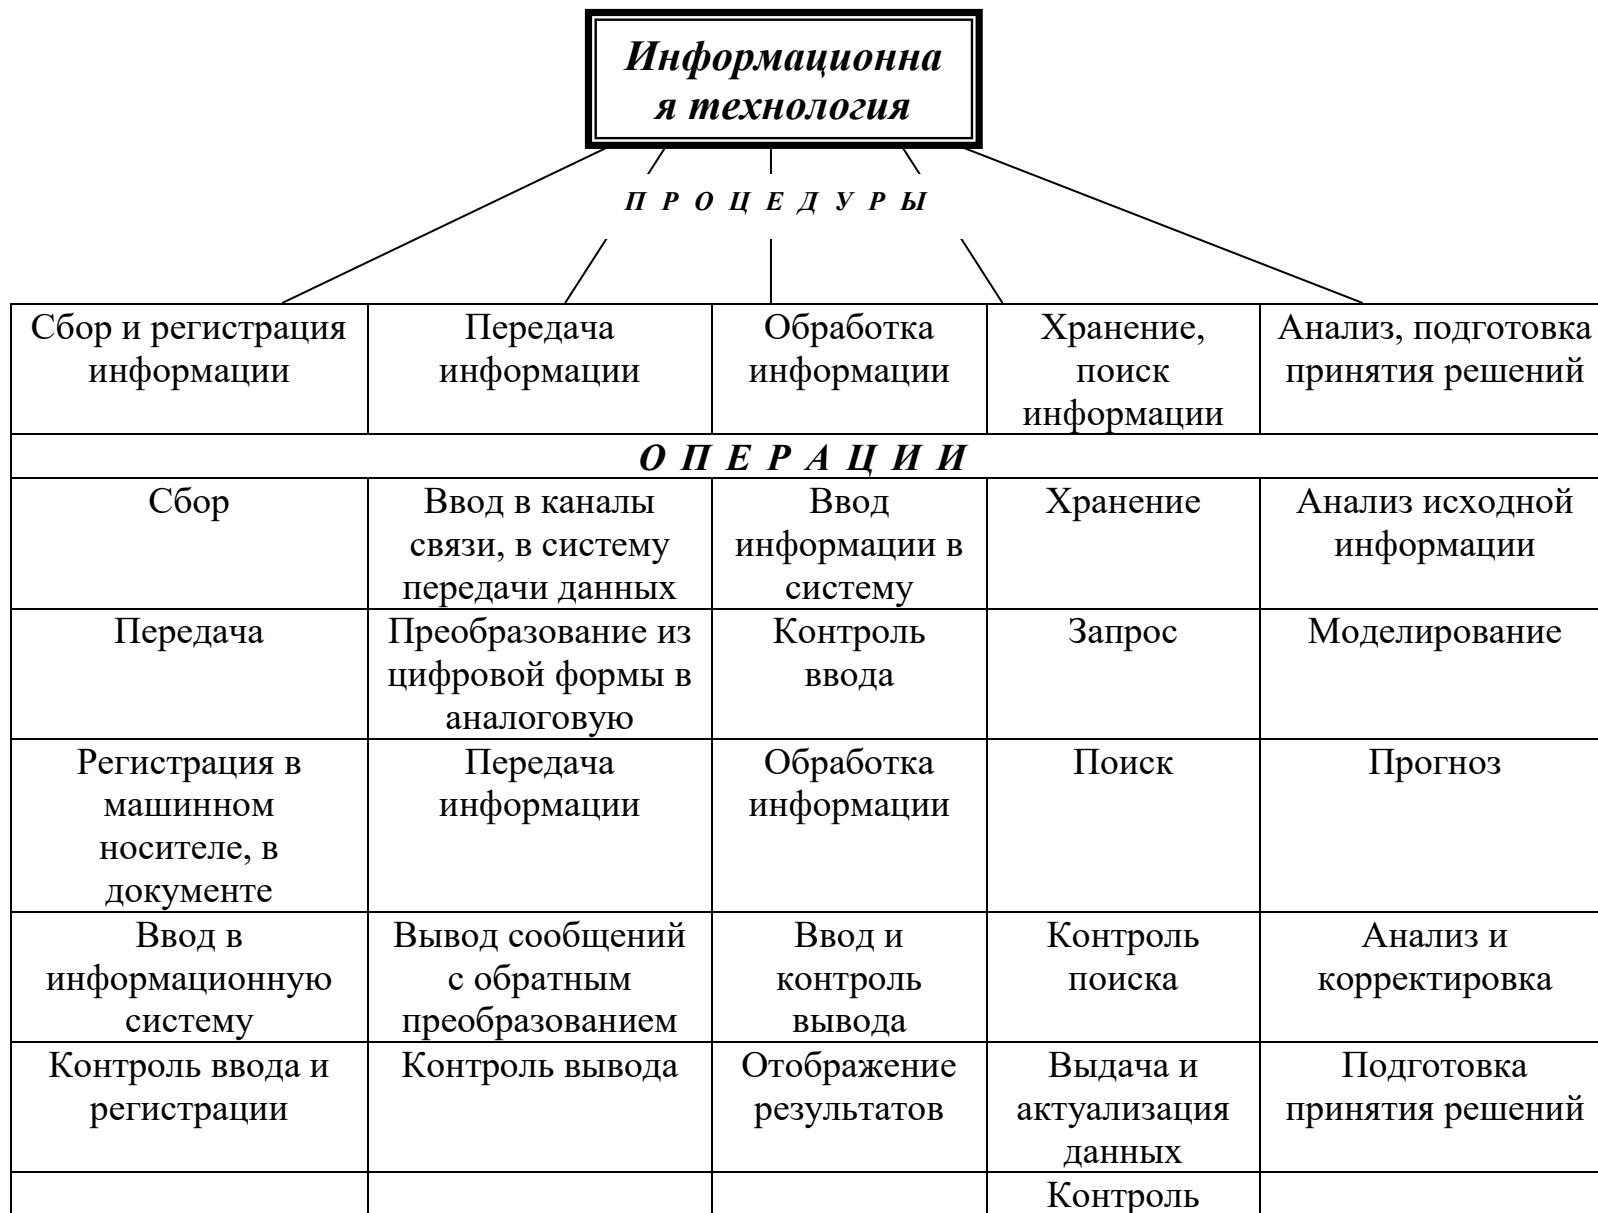 Информационна
я технология
П Р О Ц Е Д У Р Ы
Сбор и регистрация
информации
Передача
информации
Обработка
информации
Хранение,
поиск
информации
Анализ, подготовка
принятия решений
О П Е Р А Ц И И
Сбор
Ввод в каналы
связи, в систему
передачи данных
Ввод
информации в
систему
Хранение
Анализ исходной
информации
Передача
Преобразование из
цифровой формы в
аналоговую
Контроль
ввода
Запрос
Моделирование
Регистрация в
машинном
носителе, в
документе
Передача
информации
Обработка
информации
Поиск
Прогноз
Ввод в
информационную
систему
Вывод сообщений
с обратным
преобразованием
Ввод и
контроль
вывода
Контроль
поиска
Анализ и
корректировка
Контроль ввода и
регистрации
Контроль вывода
Отображение
результатов
Выдача и
актуализация
данных
Подготовка
принятия решений
Контроль